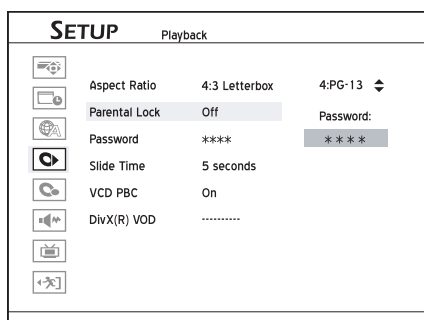 SETUP Playback
Aspect Ratio 4:3 Letterbox 4:PG-13
Parental Lock Off
Password:
Password **** ****
Slide Time 5 seconds
VCD PBC On
DivX(R) VOD ----------